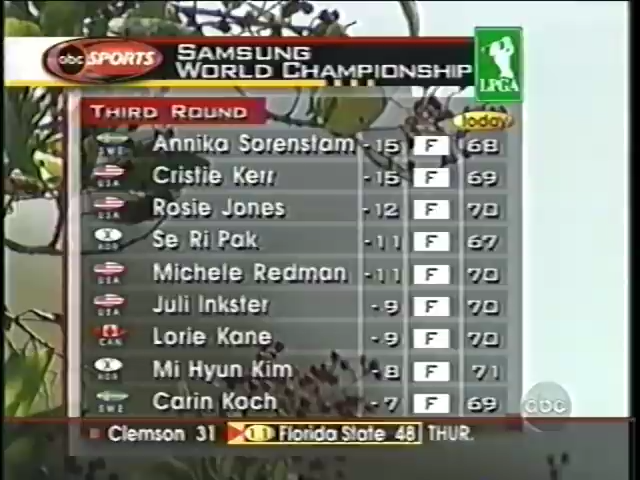 abc SPORTS SAMSUNG
WORLD CHAMPIONSHIP
LPGA
THIRD ROUND today
SWE Annika Sorenstam -15 F 68
USA Cristie Kerr -15 F 69
USA Rosie Jones -12 F 70
KOR Se Ri Pak -11 F 67
USA Michele Redman -11 F 70
USA Juli Inkster -9 F 70
CAN Lorie Kane -9 F 70
KOR Mi Hyun Kim -8 F 71
SWE Carin Koch -7 F 69
abc
Clemson 31 11 Florida State 48 THUR.